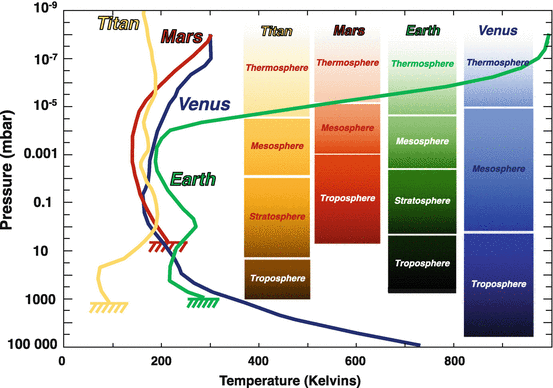 10-9
10-7
10-5
0.001
0.1
10
1000
100 000
Pressure (mbar)
0
200
400
600
800
Temperature (Kelvins)
Titan
Mars
Venus
Earth
Titan
Mars
Earth
Venus
Thermosphere
Mesosphere
Stratosphere
Troposphere
Thermosphere
Mesosphere
Troposphere
Thermosphere
Mesosphere
Stratosphere
Troposphere
Thermosphere
Mesosphere
Troposphere